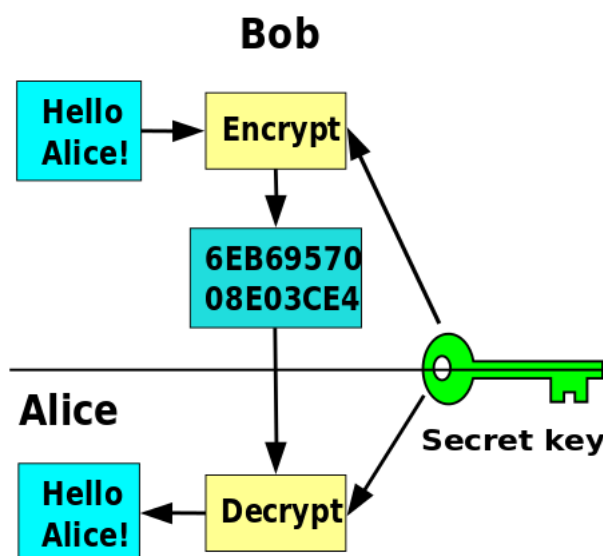 Bob
Hello
Alice!
Encrypt
6EB69570
08E03CE4
Alice
Secret key
Hello
Alice!
Decrypt